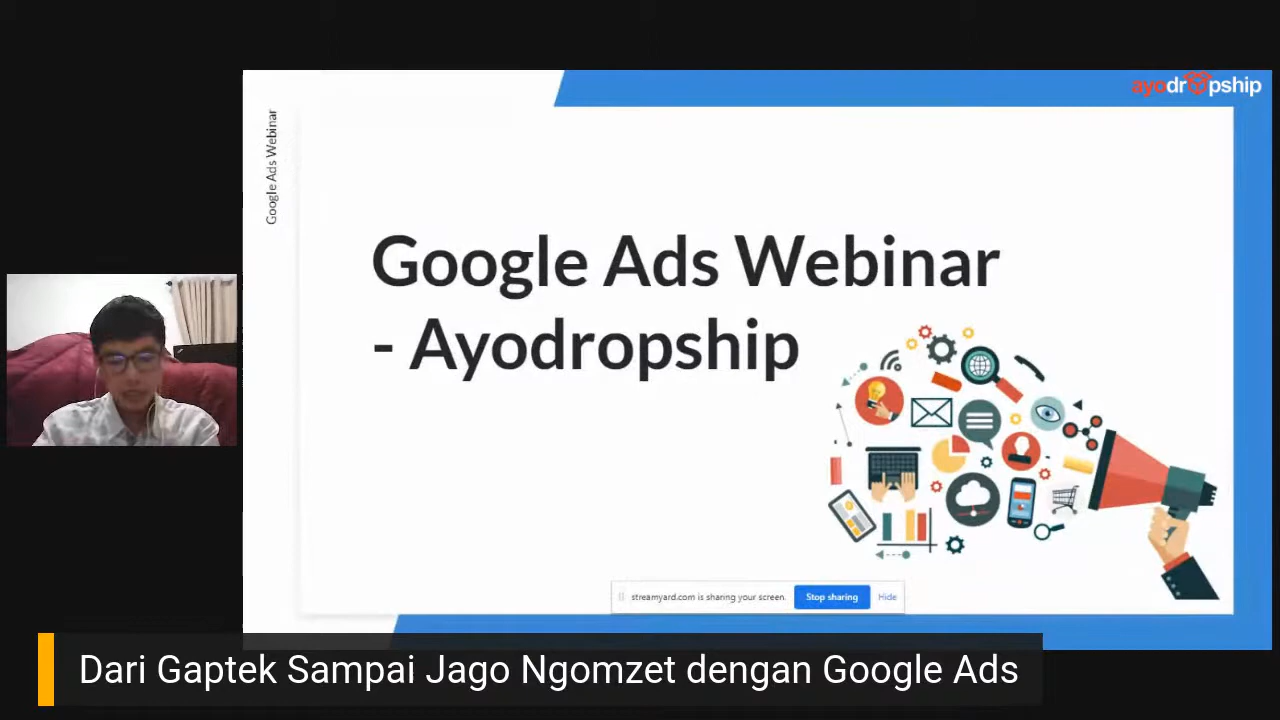 ayodropship
Google Ads Webinar
Google Ads Webinar
- Ayodropship
streamyard.com is sharing your screen.
Stop sharing
Hide
Dari Gaptek Sampai Jago Ngomzet dengan Google Ads